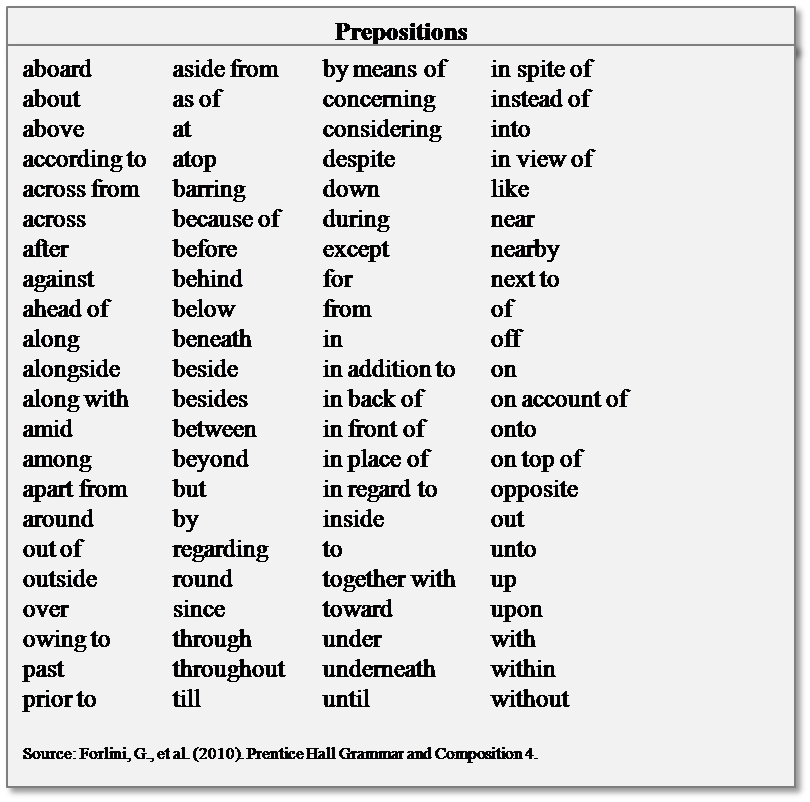 Prepositions
aboard aside from by means of in spite of
about as of concerning instead of
above at considering into
according to atop despite in view of
across from barring down like
across because of during near
after before except nearby
against behind for next to
ahead of below from of
along beneath in off
alongside beside in addition to on
along with besides in back of on account of
amid between in front of onto
among beyond in place of on top of
apart from but in regard to opposite
around by inside out
out of regarding to unto
outside round together with up
over since toward upon
owing to through under with
past throughout underneath within
prior to till until without
Source: Forlini, G., et al. (2010). Prentice Hall Grammar and Composition 4.